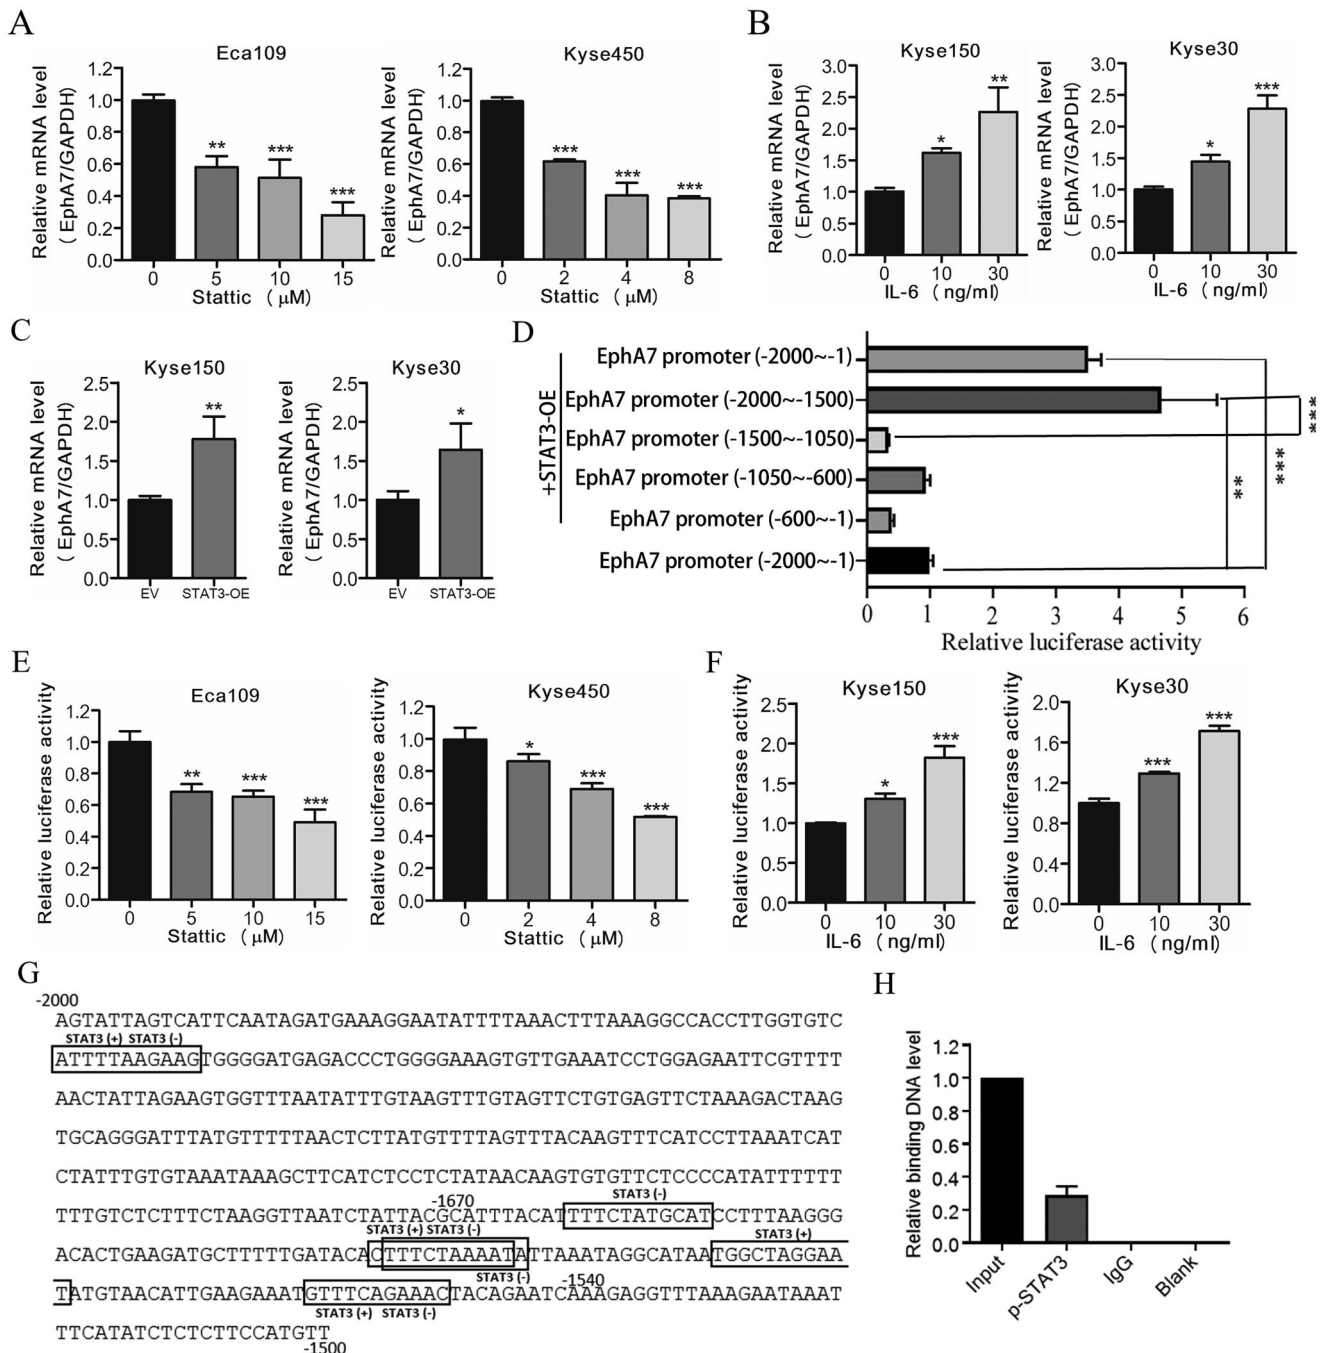 A
Eca109
Relative mRNA level
( EphA7/GAPDH)
1.2
1.0
0.8
0.6
0.4
0.2
0.0
**
***
***
0 5 10 15
Stattic ( μM)
Kyse450
Relative mRNA level
( EphA7/GAPDH)
1.2
1.0
0.8
0.6
0.4
0.2
0.0
***
***
***
0 2 4 8
Stattic ( μM)
B
Kyse150
Relative mRNA level
( EphA7/GAPDH)
3.0
2.5
2.0
1.5
1.0
0.5
0.0
*
**
0 10 30
IL-6 ( ng/ml)
Kyse30
Relative mRNA level
( EphA7/GAPDH)
3.0
2.5
2.0
1.5
1.0
0.5
0.0
*
***
0 10 30
IL-6 ( ng/ml)
C
Kyse150
Relative mRNA level
( EphA7/GAPDH)
2.5
2.0
1.5
1.0
0.5
0.0
**
EV STAT3-OE
Kyse30
Relative mRNA level
( EphA7/GAPDH)
2.5
2.0
1.5
1.0
0.5
0.0
*
EV STAT3-OE
D
+STAT3-OE
EphA7 promoter (-2000~-1)
EphA7 promoter (-2000~-1500)
EphA7 promoter (-1500~-1050)
EphA7 promoter (-1050~-600)
EphA7 promoter (-600~-1)
EphA7 promoter (-2000~-1)
**
***
***
0 1 2 3 4 5 6
Relative luciferase activity
E
Eca109
Relative luciferase activity
1.2
1.0
0.8
0.6
0.4
0.2
0.0
**
***
***
0 5 10 15
Stattic ( μM)
Kyse450
Relative luciferase activity
1.2
1.0
0.8
0.6
0.4
0.2
0.0
*
***
***
0 2 4 8
Stattic ( μM)
F
Kyse150
Relative luciferase activity
2.5
2.0
1.5
1.0
0.5
0.0
*
***
0 10 30
IL-6 ( ng/ml)
Kyse30
Relative luciferase activity
2.0
1.6
1.2
0.8
0.4
0.0
***
***
0 10 30
IL-6 ( ng/ml)
G
-2000
AGTATTAGTCATTCAATAGATGAAAGGAATATTTTAAACTTTAAAGGCCACCTTGGTGTC
STAT3 (+) STAT3 (-)
ATTTTAAGAAGTGGGGATGAGACCCTGGGGAAAGTGTTGAAATCCTGGAGAATTCGTTTT
AACTATTAGAAGTGGTTTAATATTTGTAAGTTTGTAGTTCTGTGAGTTCTAAAGACTAAG
TGCAGGGATTTATGTTTTTAACTCTTATGTTTTAGTTTACAAGTTTCATCCTTAAATCAT
CTATTTGTGTAAATAAAGCTTCATCTCCTCTATAACAAGTGTGTTCTCCCCATATTTTTT
-1670 STAT3 (-)
TTTGTCTCTTTCTAAGGTTAATCTATTACGCATTTACATTTTCTATGCATCCTTTAAGGG
STAT3 (+) STAT3 (-) STAT3 (+)
ACACTGAAGATGCTTTTTGATACACTTTCTAAAATATTAAATAGGCATAATGGCTAGGAA
STAT3 (-) -1540
TATGTAACATTGAAGAAATGTTTCAGAAACTACAGAATCAAAGAGGTTTAAAGAATAAAT
STAT3 (+) STAT3 (-)
TTCATATCTCTCTTCCATGTT
-1500
H
Relative binding DNA level
1.2
1.0
0.8
0.6
0.4
0.2
0.0
Input p-STAT3 IgG Blank